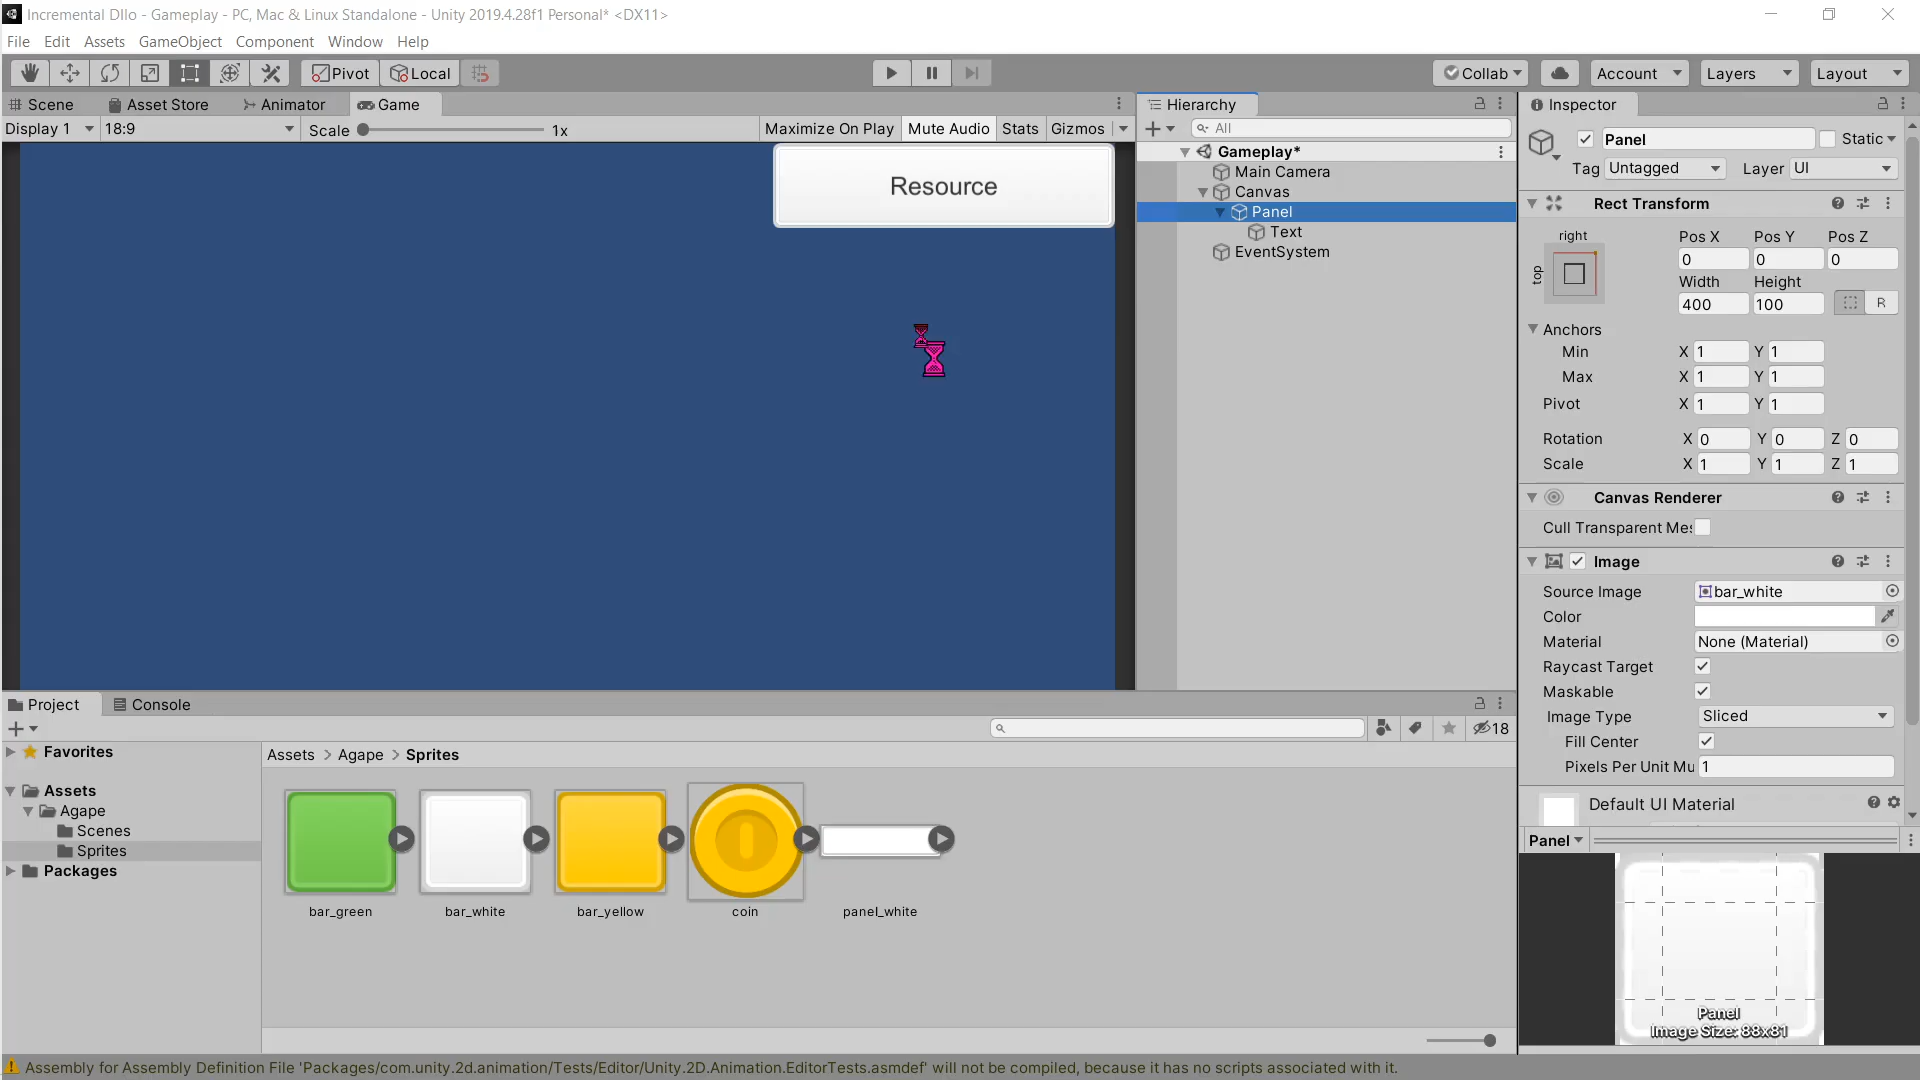 Incremental DIlo - Gameplay - PC, Mac & Linux Standalone - Unity 2019.4.28f1 Personal* <DX11>
File Edit Assets GameObject Component Window Help
Pivot Local Collab Account Layers Layout
Scene Asset Store Animator Game
Display 1 18:9 Scale 1x Maximize On Play Mute Audio Stats Gizmos
Resource
Hierarchy
All
Gameplay*
Main Camera
Canvas
Panel
Text
EventSystem
Inspector
Panel Static
Tag Untagged Layer UI
Rect Transform
right
top
Pos X Pos Y Pos Z
0 0 0
Width Height
400 100 R
Anchors
Min X 1 Y 1
Max X 1 Y 1
Pivot X 1 Y 1
Rotation X 0 Y 0 Z 0
Scale X 1 Y 1 Z 1
Canvas Renderer
Cull Transparent Mes
Image
Source Image bar_white
Color
Material None (Material)
Raycast Target
Maskable
Image Type Sliced
Fill Center
Pixels Per Unit Mu 1
Default UI Material
Panel
Panel
Image Size: 88x81
Project Console
18
Favorites
Assets
Agape
Scenes
Sprites
Packages
Assets > Agape > Sprites
bar_green bar_white bar_yellow coin panel_white
Assembly for Assembly Definition File 'Packages/com.unity.2d.animation/Tests/Editor/Unity.2D.Animation.EditorTests.asmdef' will not be compiled, because it has no scripts associated with it.